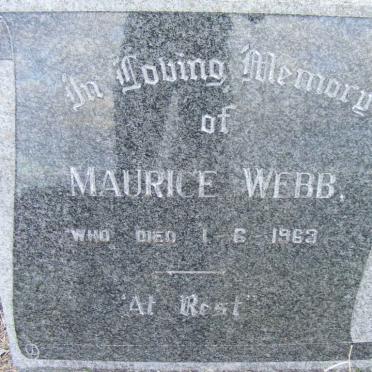 In Loving Memory
of
MAURICE WEBB.
WHO DIED 1-6-1963
"At Rest"